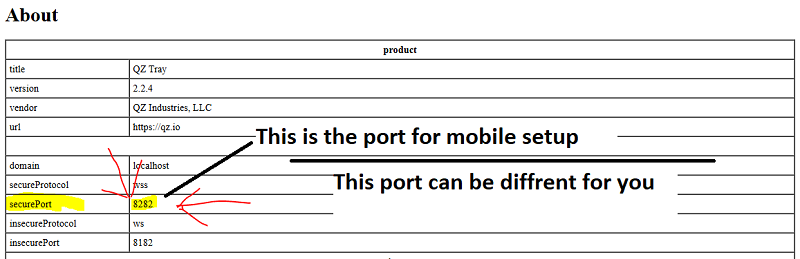 About
product
title QZ Tray
version 2.2.4
vendor QZ Industries, LLC
url https://qz.io
This is the port for mobile setup
domain localhost
secureProtocol wss
This port can be diffrent for you
securePort 8282
insecureProtocol ws
insecurePort 8182